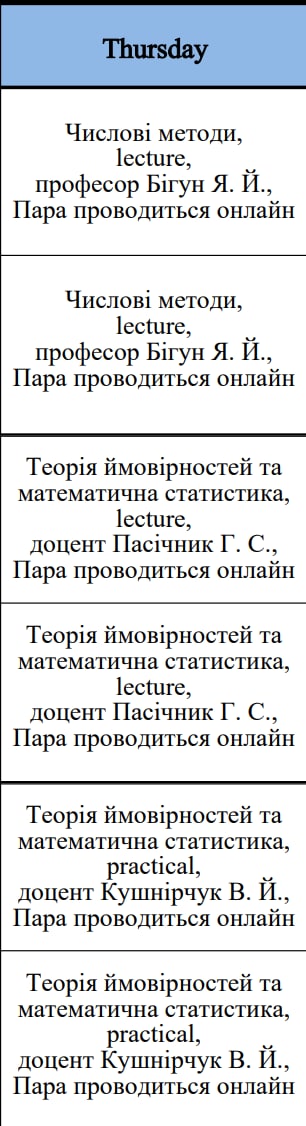 Thursday
Числові методи,
lecture,
професор Бігун Я. Й.,
Пара проводиться онлайн
Числові методи,
lecture,
професор Бігун Я. Й.,
Пара проводиться онлайн
Теорія ймовірностей та
математична статистика,
lecture,
доцент Пасічник Г. С.,
Пара проводиться онлайн
Теорія ймовірностей та
математична статистика,
lecture,
доцент Пасічник Г. С.,
Пара проводиться онлайн
Теорія ймовірностей та
математична статистика,
practical,
доцент Кушнірчук В. Й.,
Пара проводиться онлайн
Теорія ймовірностей та
математична статистика,
practical,
доцент Кушнірчук В. Й.,
Пара проводиться онлайн